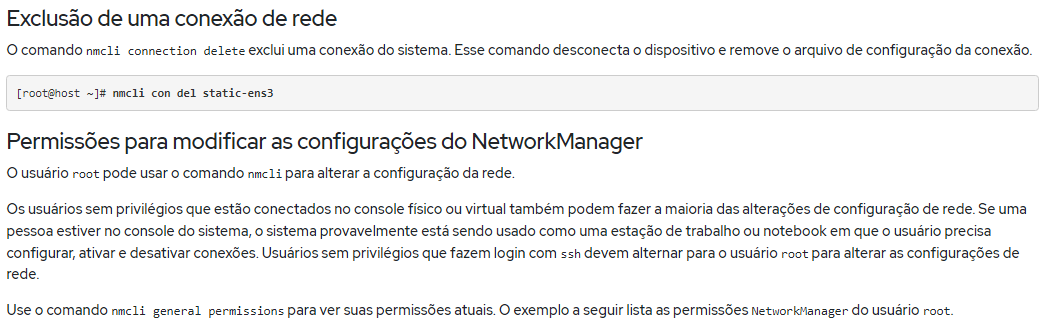 Exclusão de uma conexão de rede
O comando nmcli connection delete exclui uma conexão do sistema. Esse comando desconecta o dispositivo e remove o arquivo de configuração da conexão.
[root@host ~]# nmcli con del static-ens3
Permissões para modificar as configurações do NetworkManager
O usuário root pode usar o comando nmcli para alterar a configuração da rede.
Os usuários sem privilégios que estão conectados no console físico ou virtual também podem fazer a maioria das alterações de configuração de rede. Se uma
pessoa estiver no console do sistema, o sistema provavelmente está sendo usado como uma estação de trabalho ou notebook em que o usuário precisa
configurar, ativar e desativar conexões. Usuários sem privilégios que fazem login com ssh devem alternar para o usuário root para alterar as configurações de
rede.
Use o comando nmcli general permissions para ver suas permissões atuais. O exemplo a seguir lista as permissões NetworkManager do usuário root.